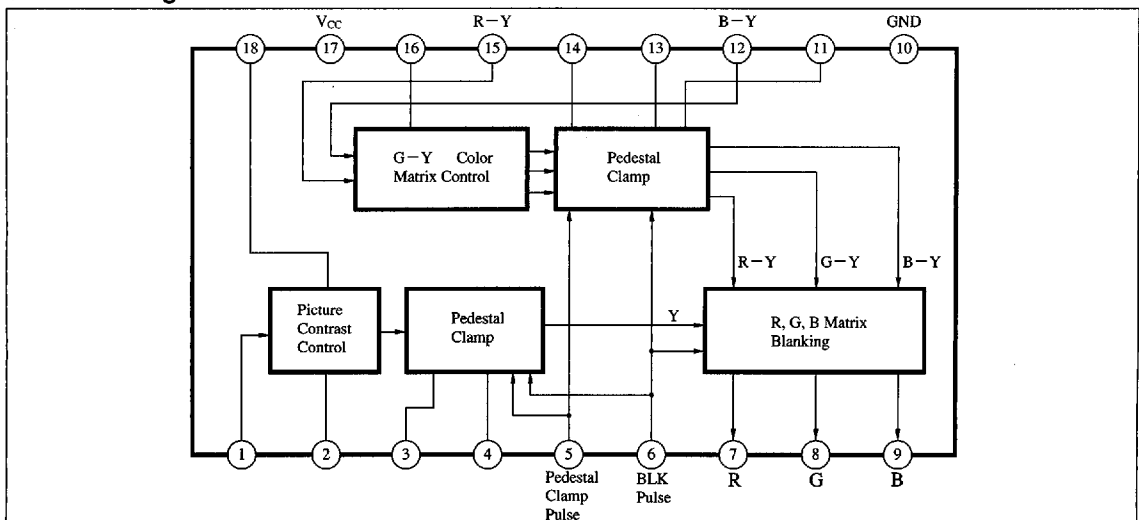 V_CC
R−Y
B−Y
GND
18
17
16
15
14
13
12
11
10
G−Y Color
Matrix Control
Pedestal
Clamp
R−Y
G−Y
B−Y
Picture
Contrast
Control
Pedestal
Clamp
Y
R, G, B Matrix
Blanking
1
2
3
4
5
6
7
8
9
Pedestal
Clamp
Pulse
BLK
Pulse
R
G
B